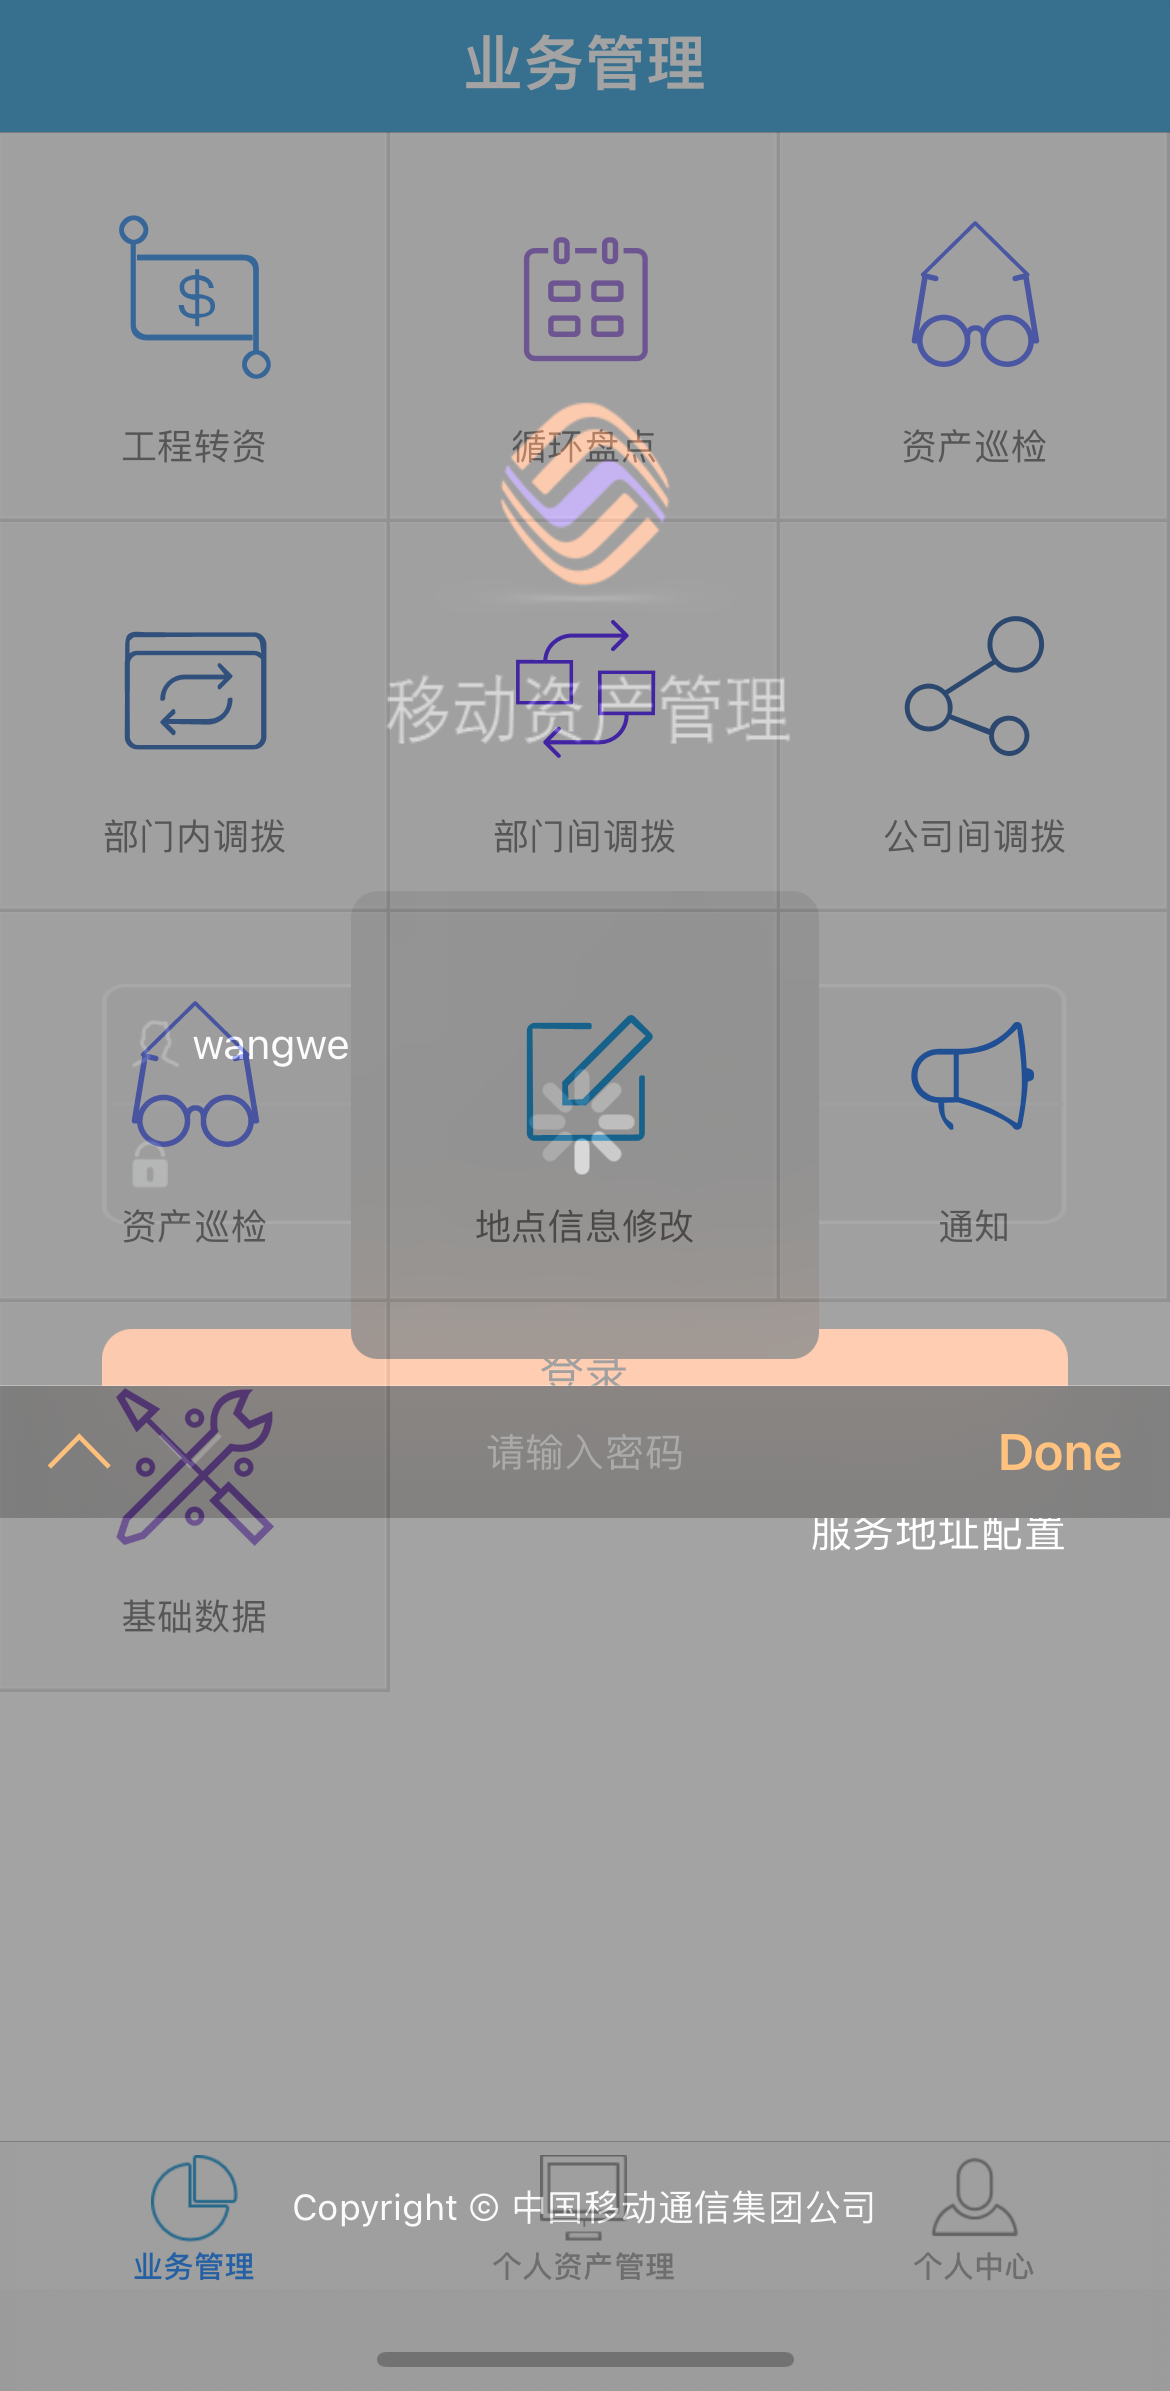 业务管理
工程转资
循环盘点
资产巡检
移动资产管理
部门内调拨
部门间调拨
公司间调拨
wangwe
资产巡检
地点信息修改
通知
登录
请输入密码
Done
服务地址配置
基础数据
Copyright © 中国移动通信集团公司
业务管理
个人资产管理
个人中心